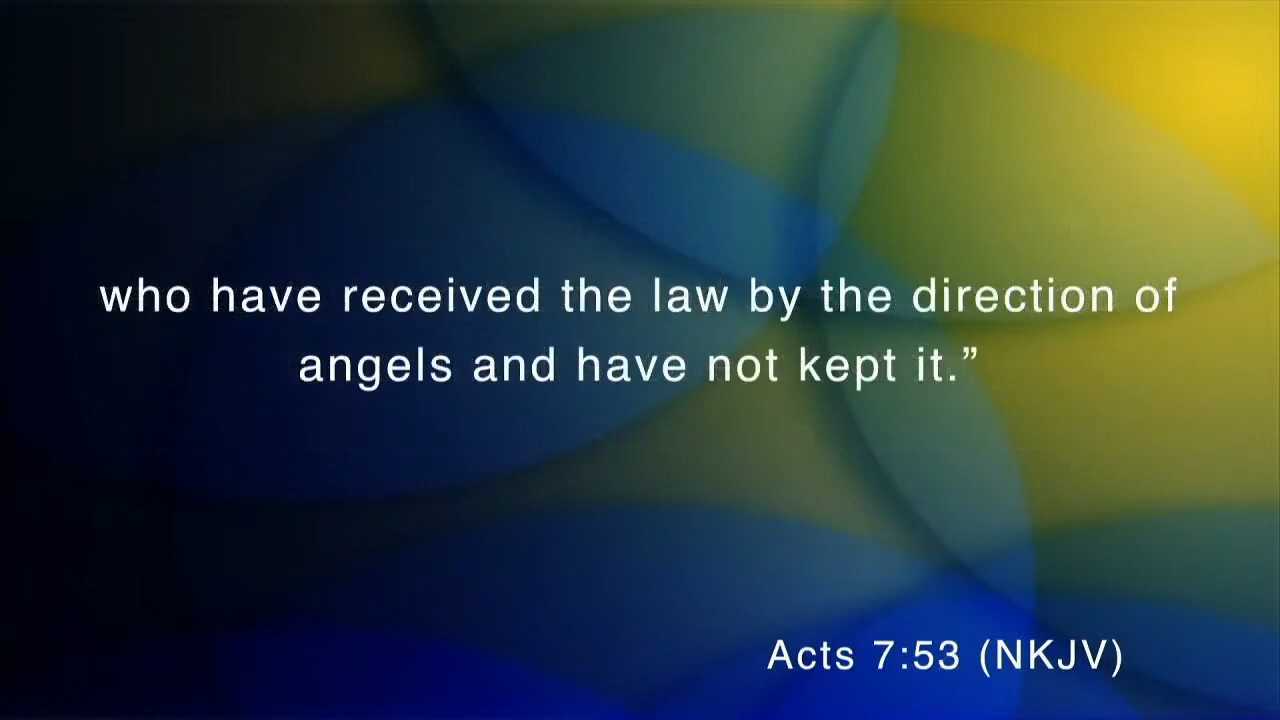 who have received the law by the direction of
angels and have not kept it.”
Acts 7:53 (NKJV)